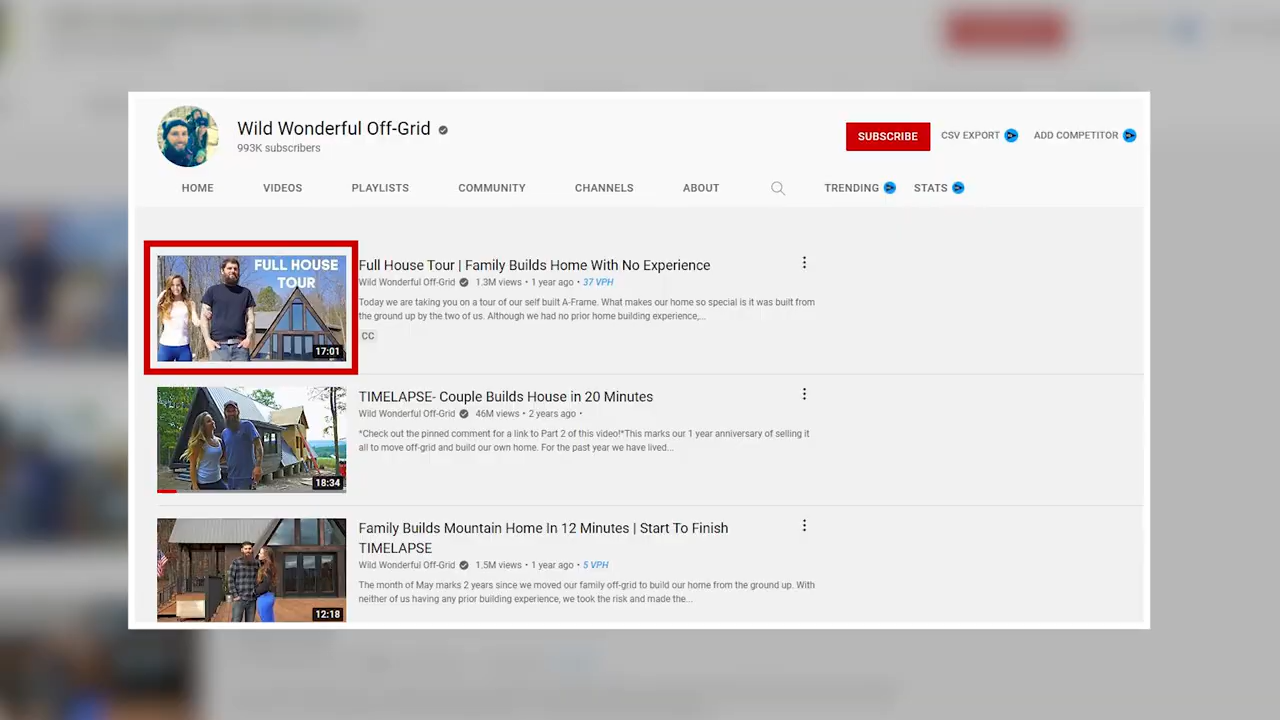 Wild Wonderful Off-Grid
993K subscribers
SUBSCRIBE
CSV EXPORT
ADD COMPETITOR
HOME
VIDEOS
PLAYLISTS
COMMUNITY
CHANNELS
ABOUT
TRENDING
STATS
FULL HOUSE
TOUR
17:01
Full House Tour | Family Builds Home With No Experience
Wild Wonderful Off-Grid 1.3M views • 1 year ago • 37 VPH
Today we are taking you on a tour of our self built A-Frame. What makes our home so special is it was built from
the ground up by the two of us. Although we had no prior home building experience,...
CC
18:34
TIMELAPSE- Couple Builds House in 20 Minutes
Wild Wonderful Off-Grid 46M views • 2 years ago •
*Check out the pinned comment for a link to Part 2 of this video!*This marks our 1 year anniversary of selling it
all to move off-grid and build our own home. For the past year we have lived...
12:18
Family Builds Mountain Home In 12 Minutes | Start To Finish
TIMELAPSE
Wild Wonderful Off-Grid 1.5M views • 1 year ago • 5 VPH
The month of May marks 2 years since we moved our family off-grid to build our home from the ground up. With
neither of us having any prior building experience, we took the risk and made the...